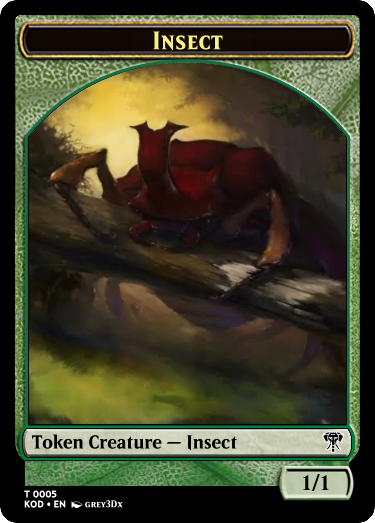 Insect
Token Creature — Insect
1/1
T 0005
KOD • EN GREY3DX